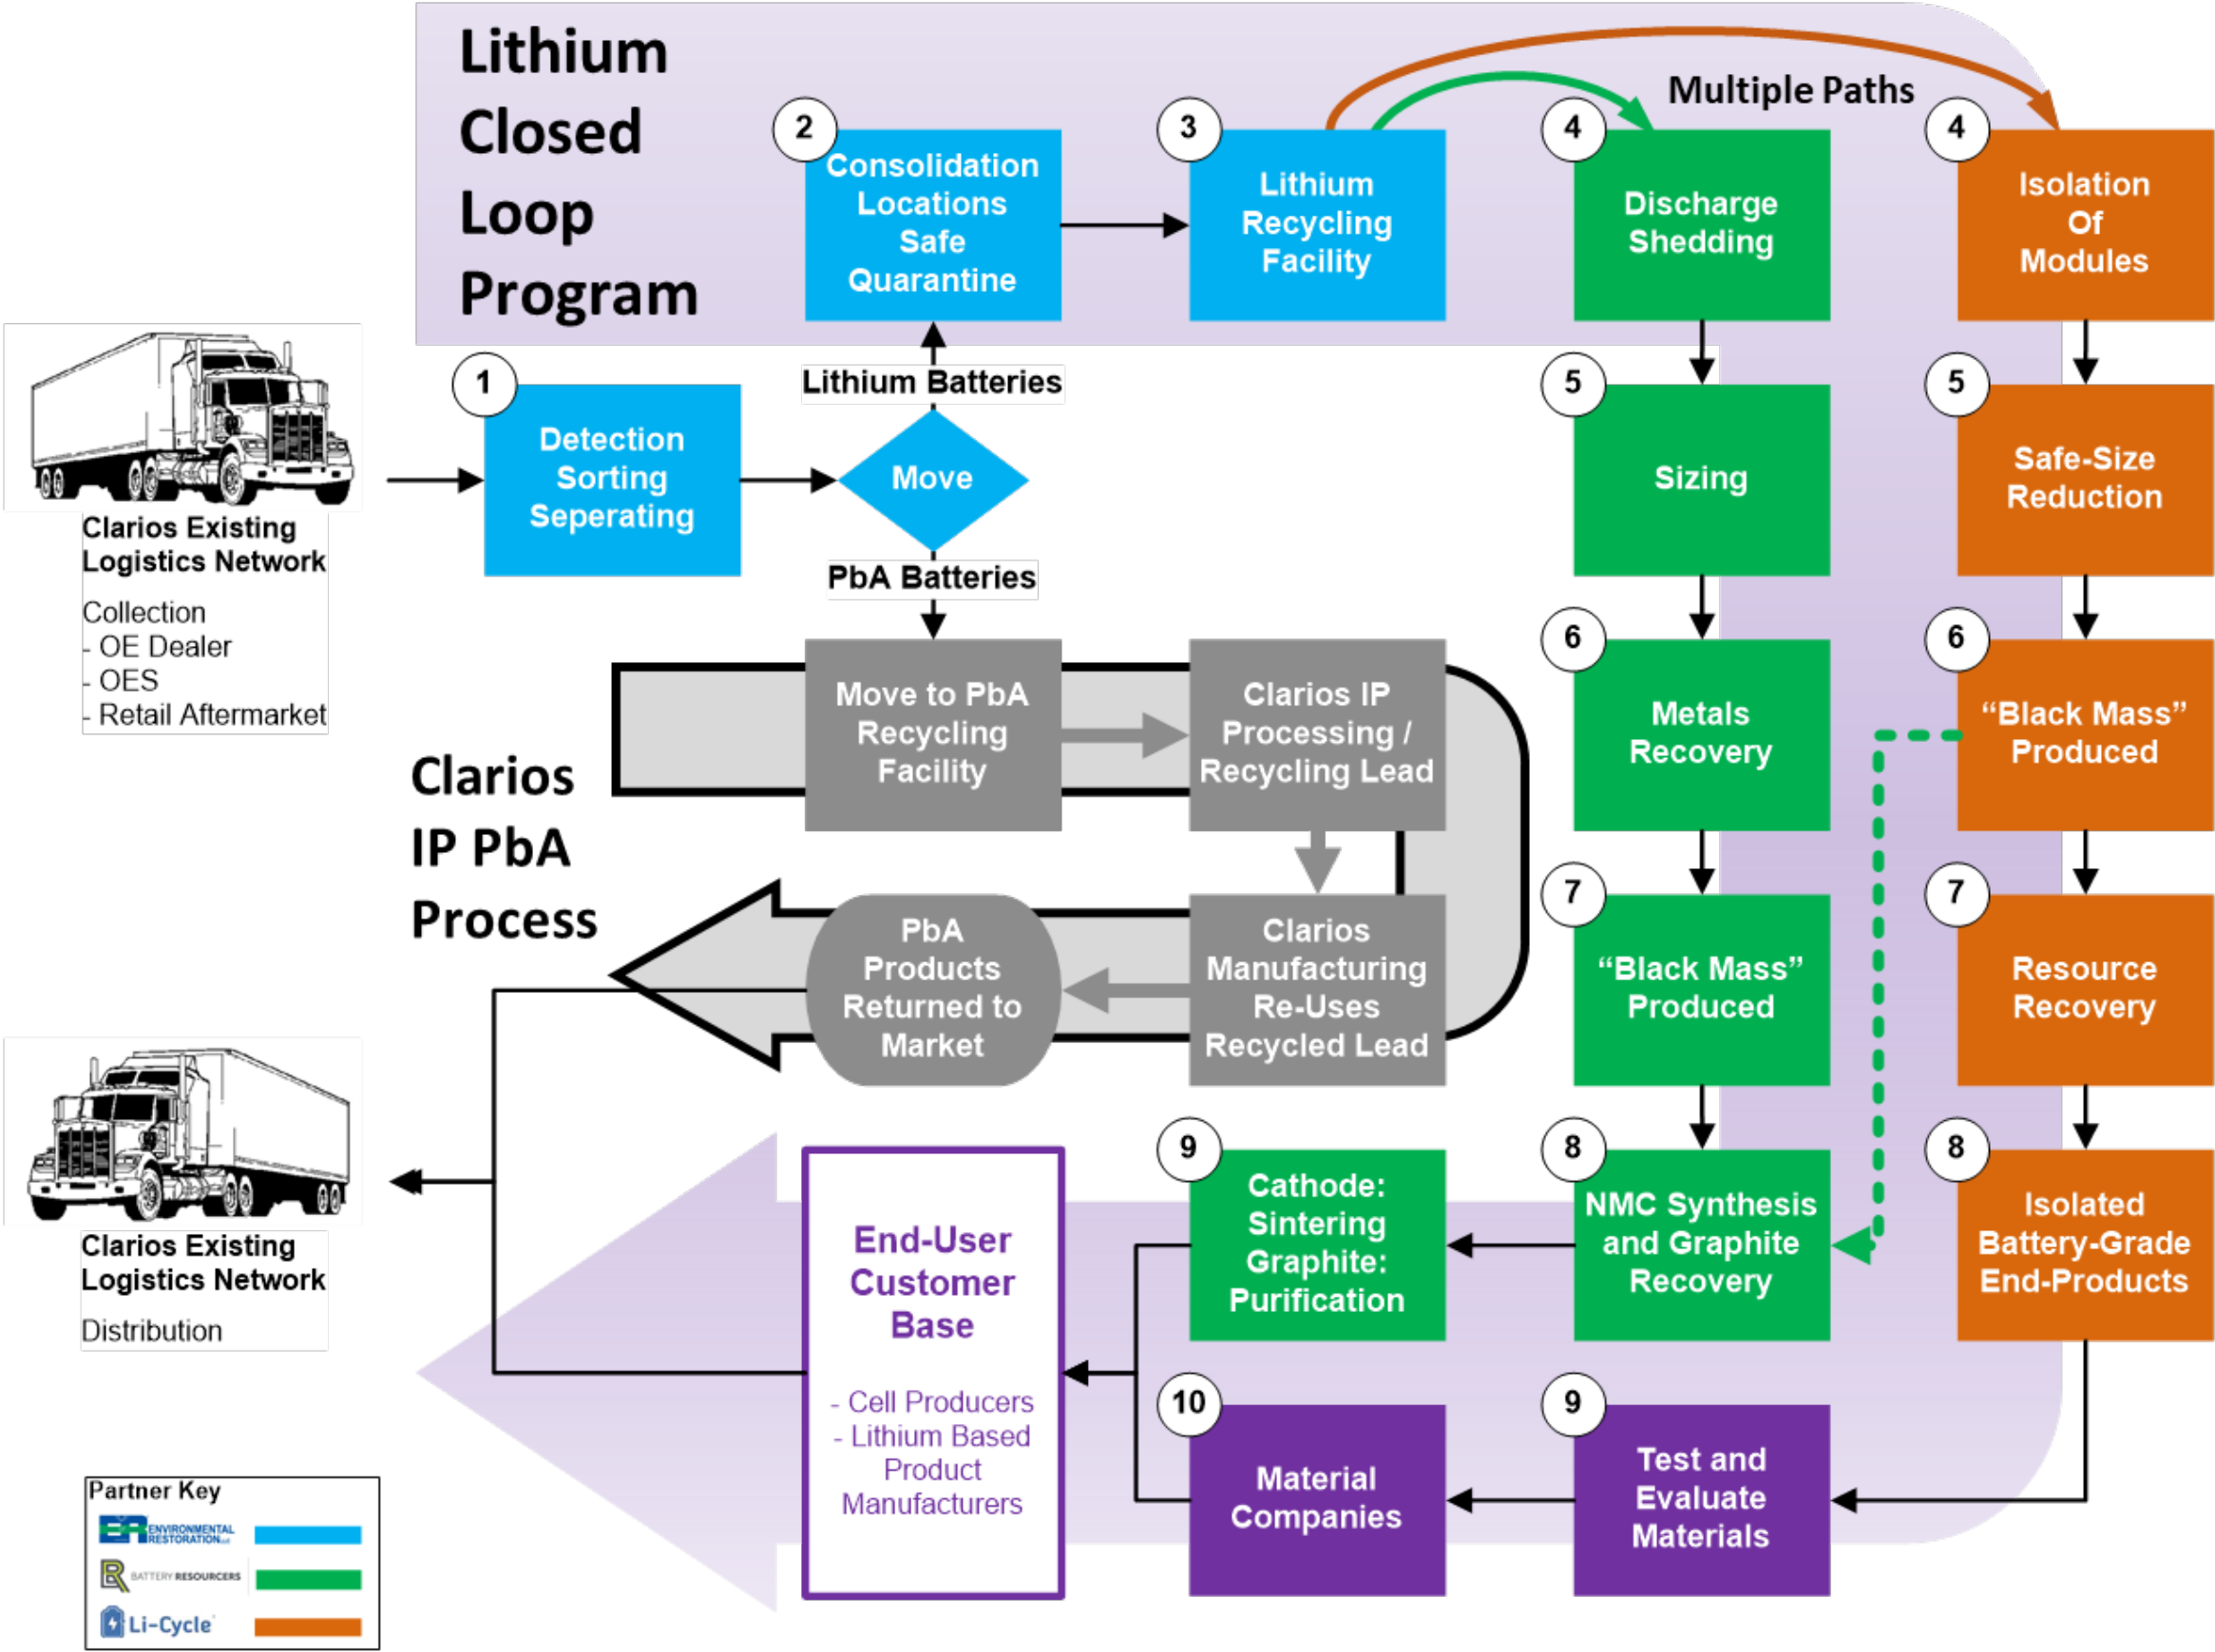 Lithium
Closed
Loop
Program
Multiple Paths
2
Consolidation
Locations
Safe
Quarantine
3
Lithium
Recycling
Facility
4
Discharge
Shedding
4
Isolation
Of
Modules
Clarios Existing
Logistics Network
Collection
- OE Dealer
- OES
- Retail Aftermarket
1
Detection
Sorting
Seperating
Lithium Batteries
Move
PbA Batteries
5
Sizing
5
Safe-Size
Reduction
Clarios
IP PbA
Process
Move to PbA
Recycling
Facility
Clarios IP
Processing /
Recycling Lead
6
Metals
Recovery
6
“Black Mass”
Produced
PbA
Products
Returned to
Market
Clarios
Manufacturing
Re-Uses
Recycled Lead
7
“Black Mass”
Produced
7
Resource
Recovery
Clarios Existing
Logistics Network
Distribution
End-User
Customer
Base
- Cell Producers
- Lithium Based
Product
Manufacturers
9
Cathode:
Sintering
Graphite:
Purification
8
NMC Synthesis
and Graphite
Recovery
8
Isolated
Battery-Grade
End-Products
10
Material
Companies
9
Test and
Evaluate
Materials
Partner Key
ER ENVIRONMENTAL
RESTORATION
BATTERY RESOURCERS
Li-Cycle